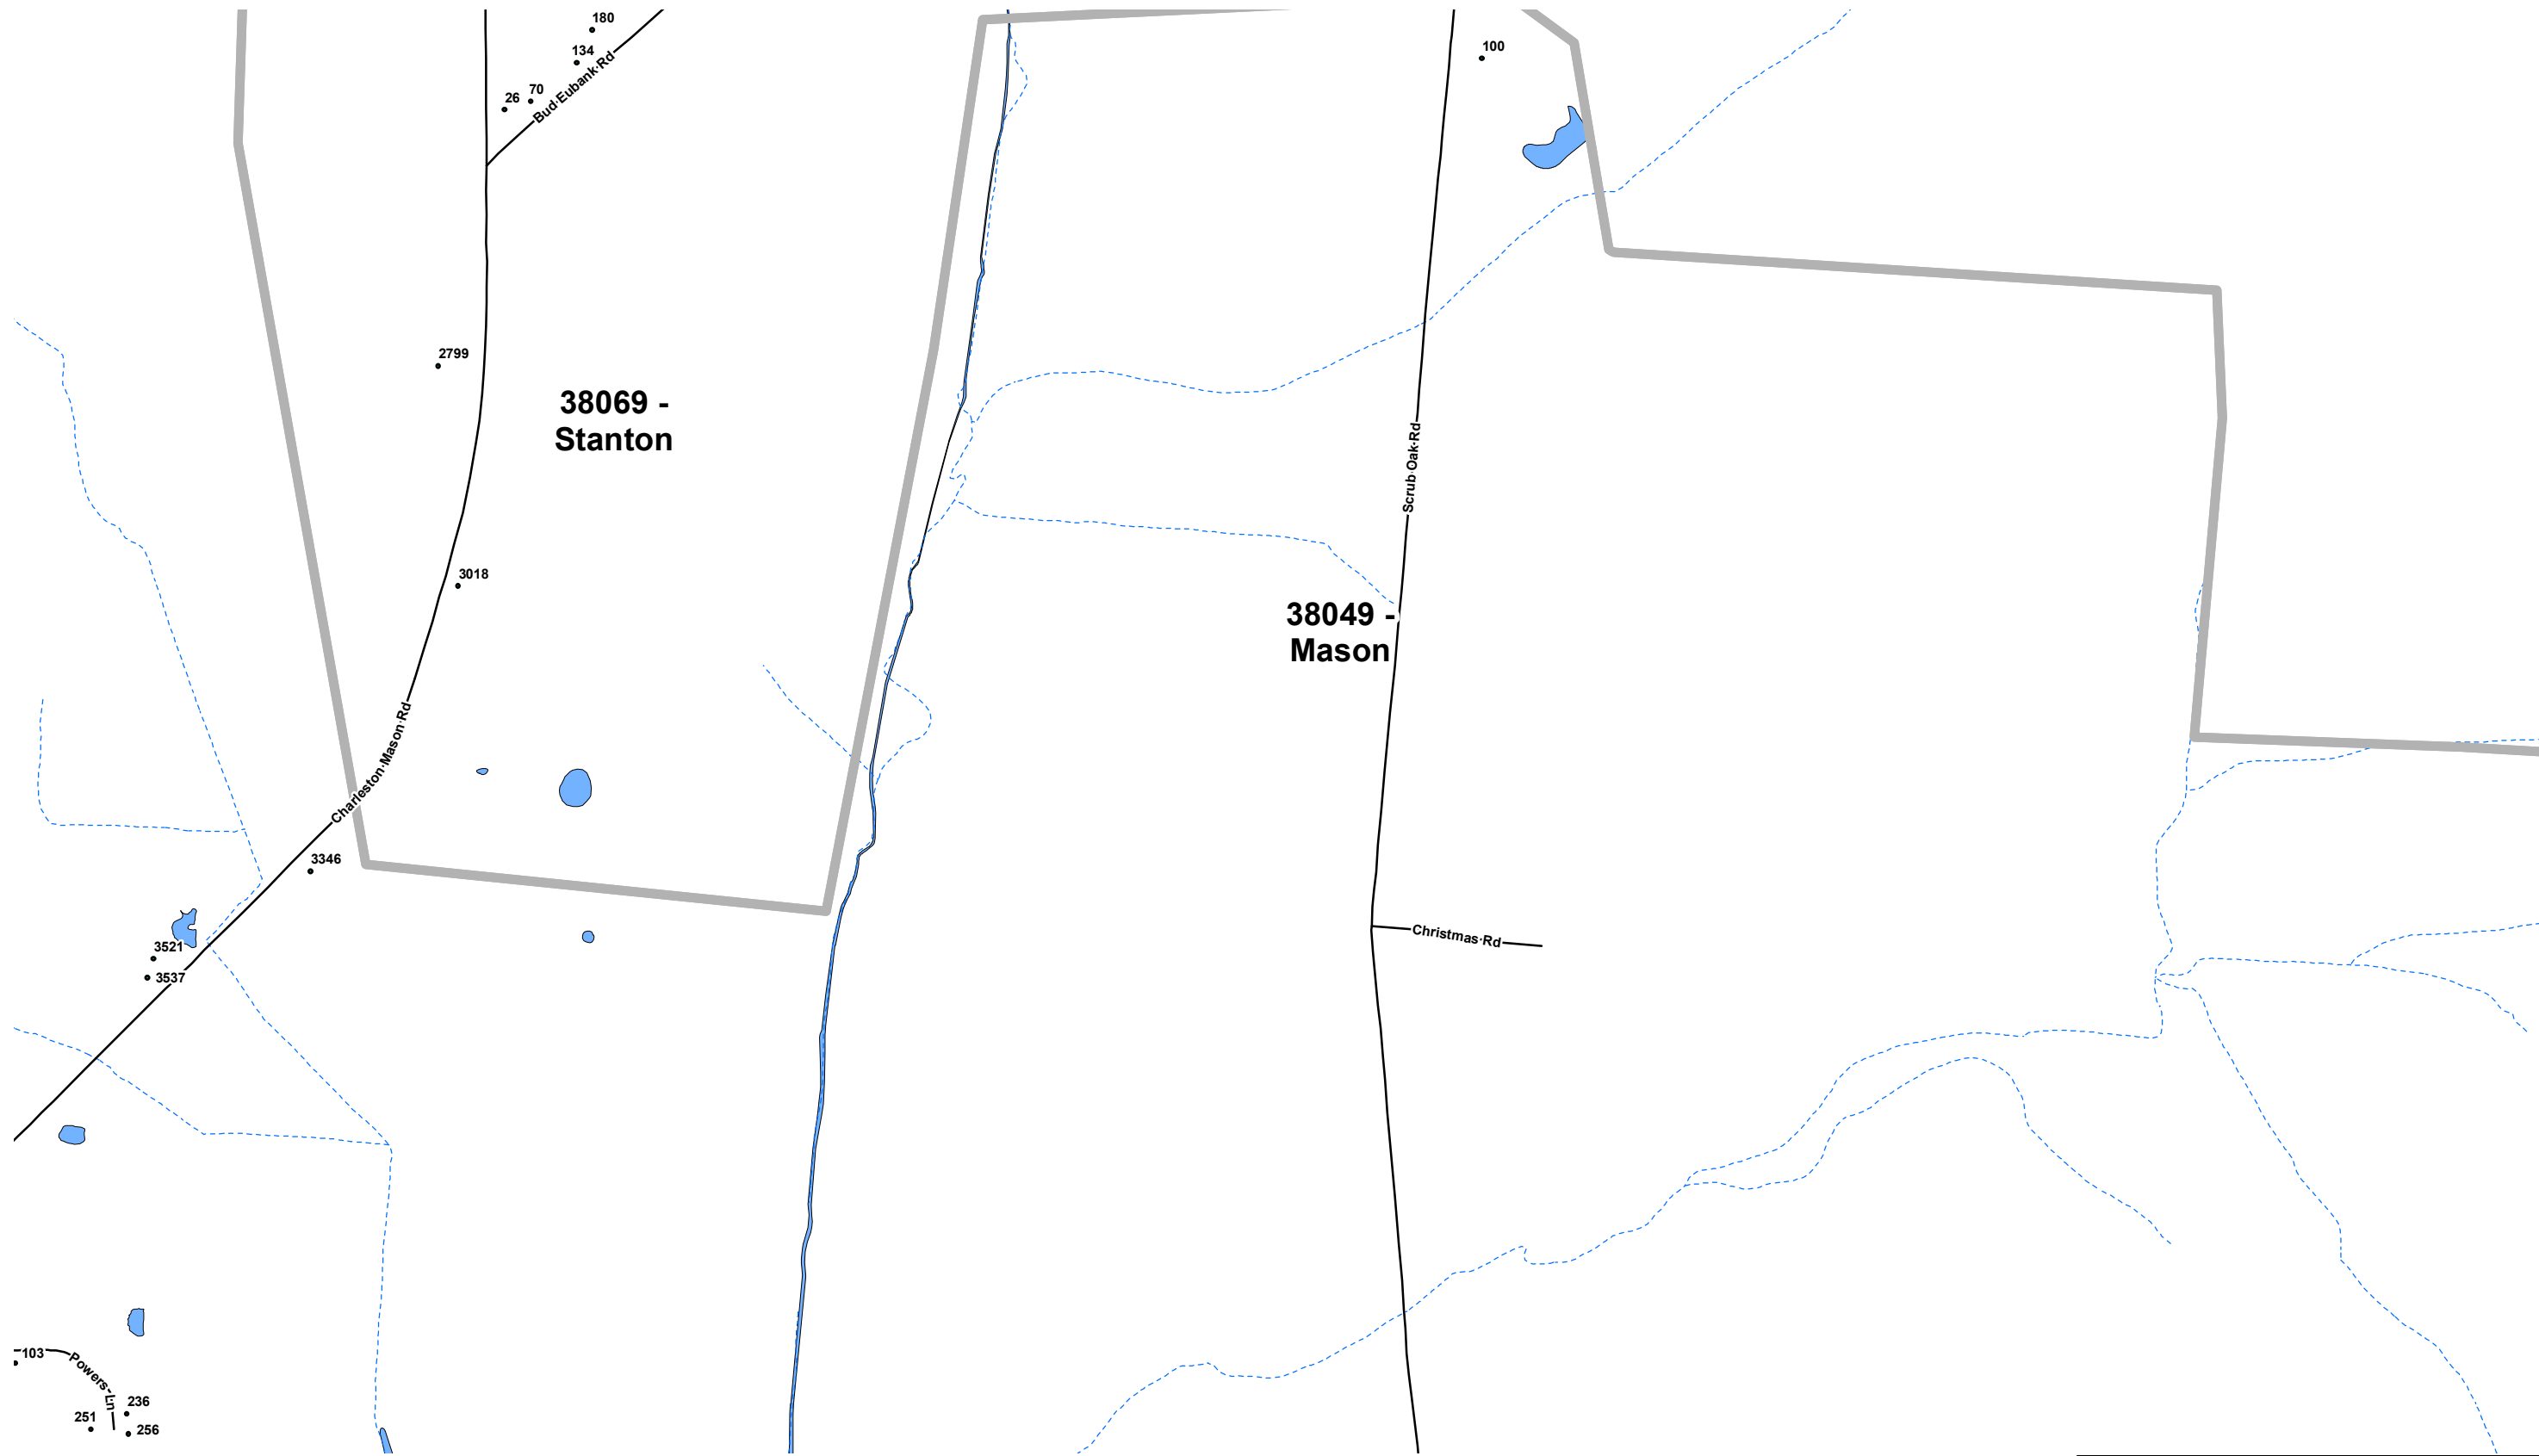 180
100
134
Bud Eubank Rd
70
26
2799
38069 -
Stanton
Scrub Oak Rd
3018
38049 -
Mason
Charleston Mason Rd
3346
Christmas Rd
3521
3537
103
Powers Ln
236
251
256